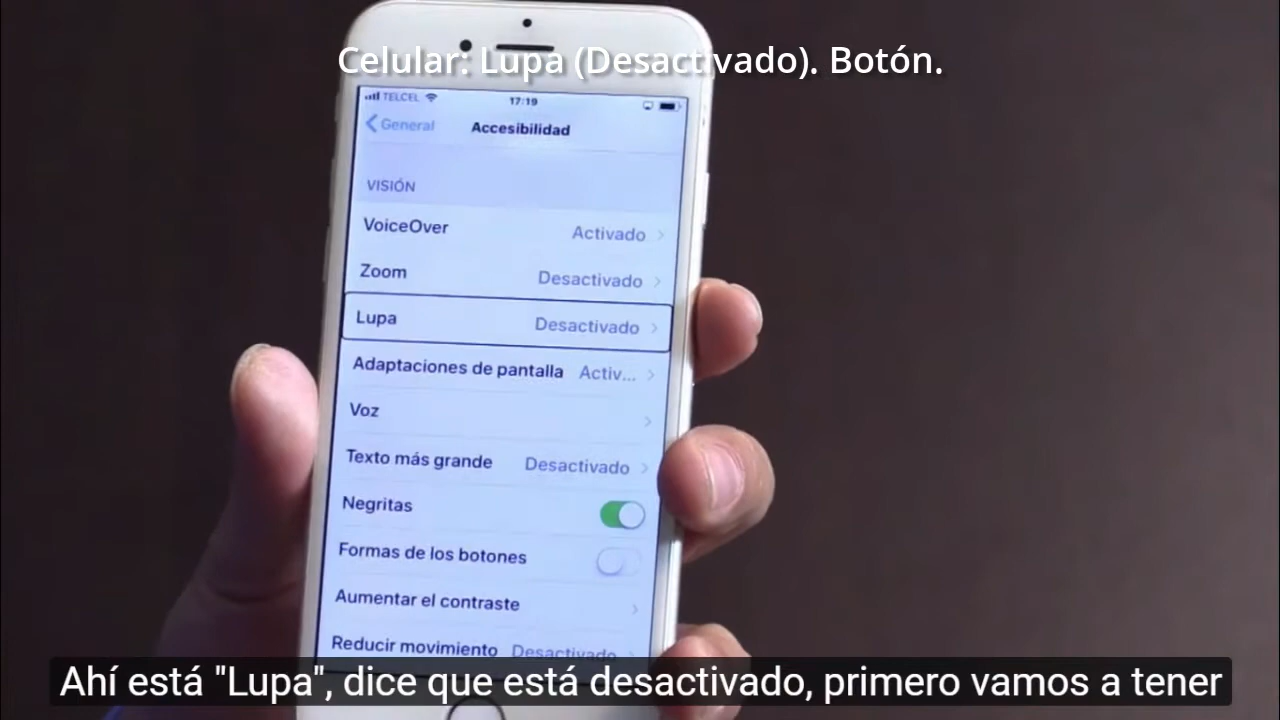 Celular: Lupa (Desactivado). Botón.
TELCEL 17:19
General Accesibilidad
VISIÓN
VoiceOver Activado
Zoom Desactivado
Lupa Desactivado
Adaptaciones de pantalla Activ...
Voz
Texto más grande Desactivado
Negritas
Formas de los botones
Aumentar el contraste
Reducir movimiento Desactivado
Ahí está "Lupa", dice que está desactivado, primero vamos a tener